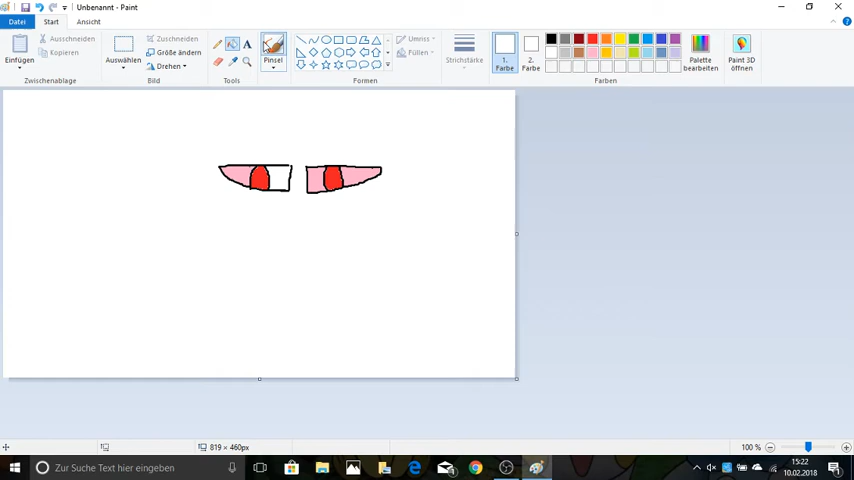 Unbenannt - Paint
Datei Start Ansicht
Einfügen
Ausschneiden
Kopieren
Zwischenablage
Auswählen
Zuschneiden
Größe ändern
Drehen
Bild
A
Tools
Pinsel
Formen
Umriss
Füllen
Strichstärke
1.
Farbe
2.
Farbe
Farben
Palette
bearbeiten
Paint 3D
öffnen
819 × 460px
100 %
Zur Suche Text hier eingeben
15:22
10.02.2018